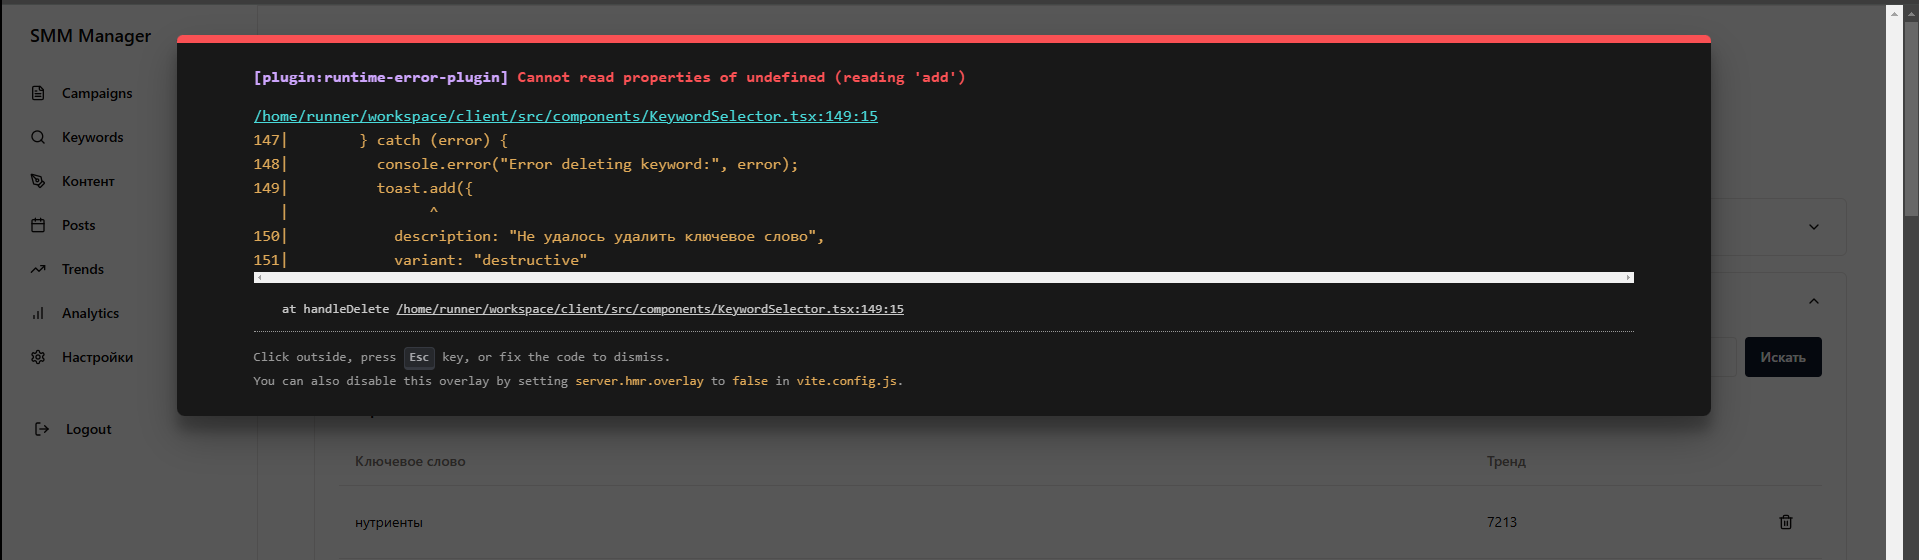 SMM Manager
Campaigns
Keywords
Контент
Posts
Trends
Analytics
Настройки
Logout
[plugin:runtime-error-plugin] Cannot read properties of undefined (reading 'add')
/home/runner/workspace/client/src/components/KeywordSelector.tsx:149:15
147|        } catch (error) {
148|          console.error("Error deleting keyword:", error);
149|          toast.add({
   |                ^
150|            description: "Не удалось удалить ключевое слово",
151|            variant: "destructive"
at handleDelete /home/runner/workspace/client/src/components/KeywordSelector.tsx:149:15
Click outside, press Esc key, or fix the code to dismiss.
You can also disable this overlay by setting server.hmr.overlay to false in vite.config.js.
Искать
Ключевое слово Тренд
нутриенты 7213